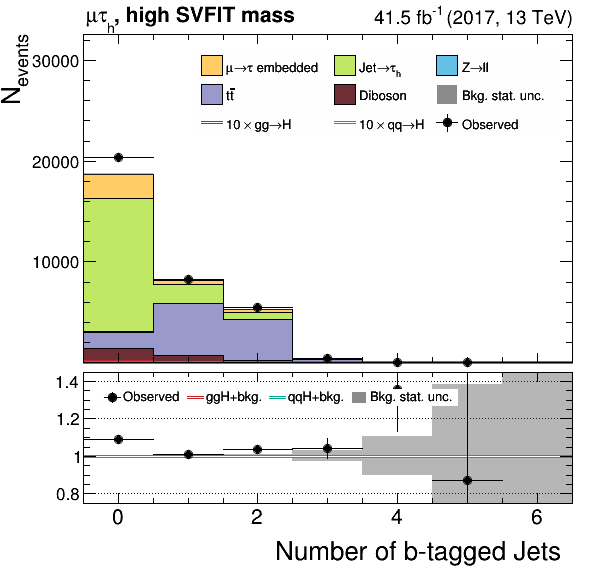 μτh, high SVFIT mass 41.5 fb⁻¹ (2017, 13 TeV)
Nevents
30000
20000
10000
μ→τ embedded Jet→τh Z→ll
tt̄ Diboson Bkg. stat. unc.
10 × gg→H 10 × qq→H Observed
1.4
1.2
1
0.8
Observed ggH+bkg. qqH+bkg. Bkg. stat. unc.
0 2 4 6
Number of b-tagged Jets